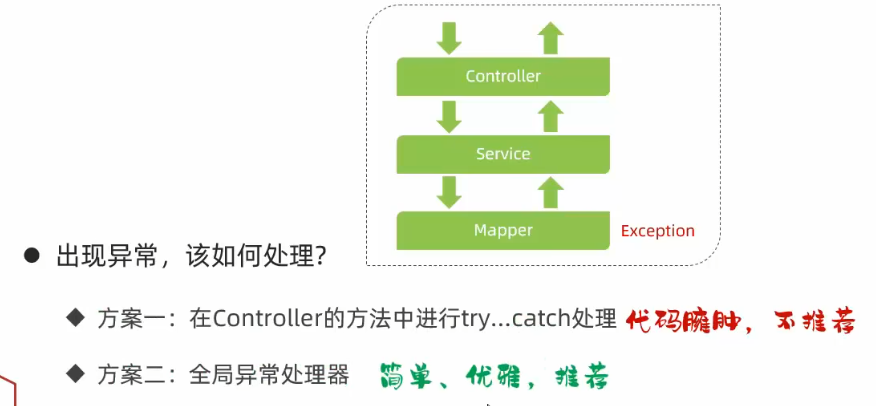 Controller
Service
Mapper
Exception
出现异常，该如何处理?
方案一：在Controller的方法中进行try...catch处理 代码臃肿，不推荐
方案二：全局异常处理器 简单、优雅，推荐